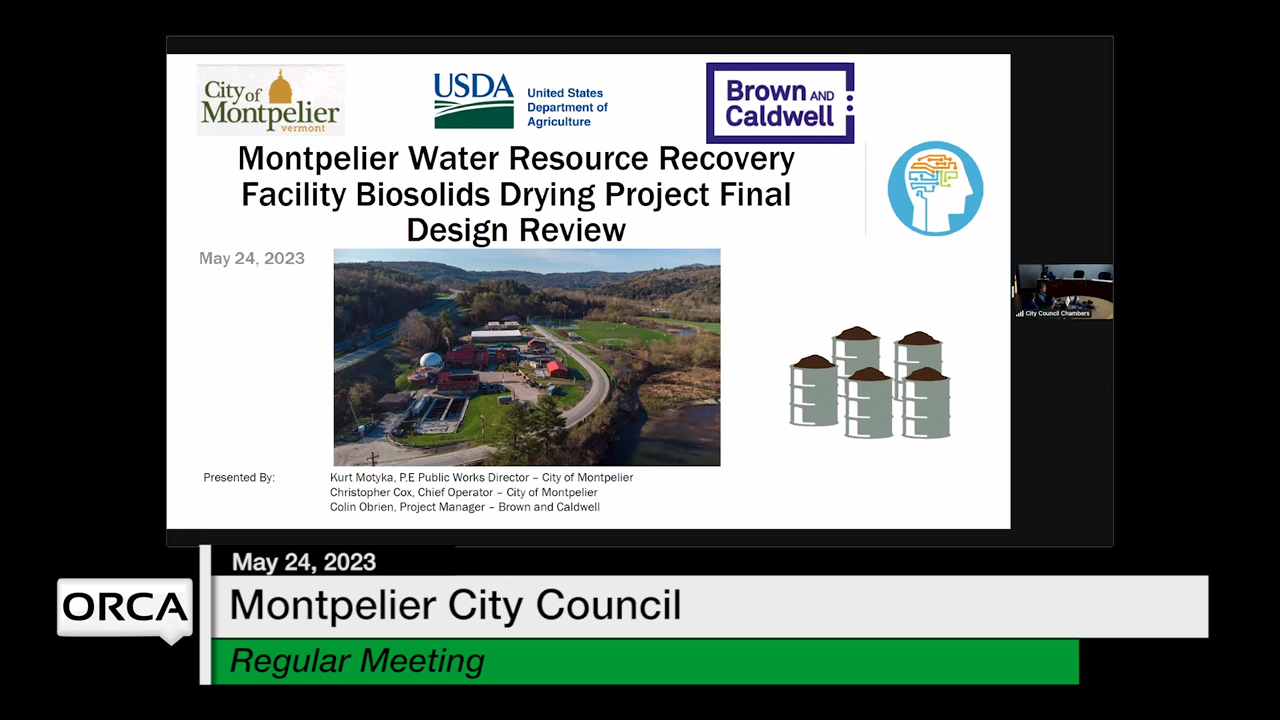 City of
Montpelier
vermont
USDA
United States
Department of
Agriculture
Brown AND
Caldwell
Montpelier Water Resource Recovery
Facility Biosolids Drying Project Final
Design Review
May 24, 2023
City Council Chambers
Presented By:
Kurt Motyka, P.E Public Works Director – City of Montpelier
Christopher Cox, Chief Operator – City of Montpelier
Colin Obrien, Project Manager – Brown and Caldwell
May 24, 2023
ORCA
Montpelier City Council
Regular Meeting